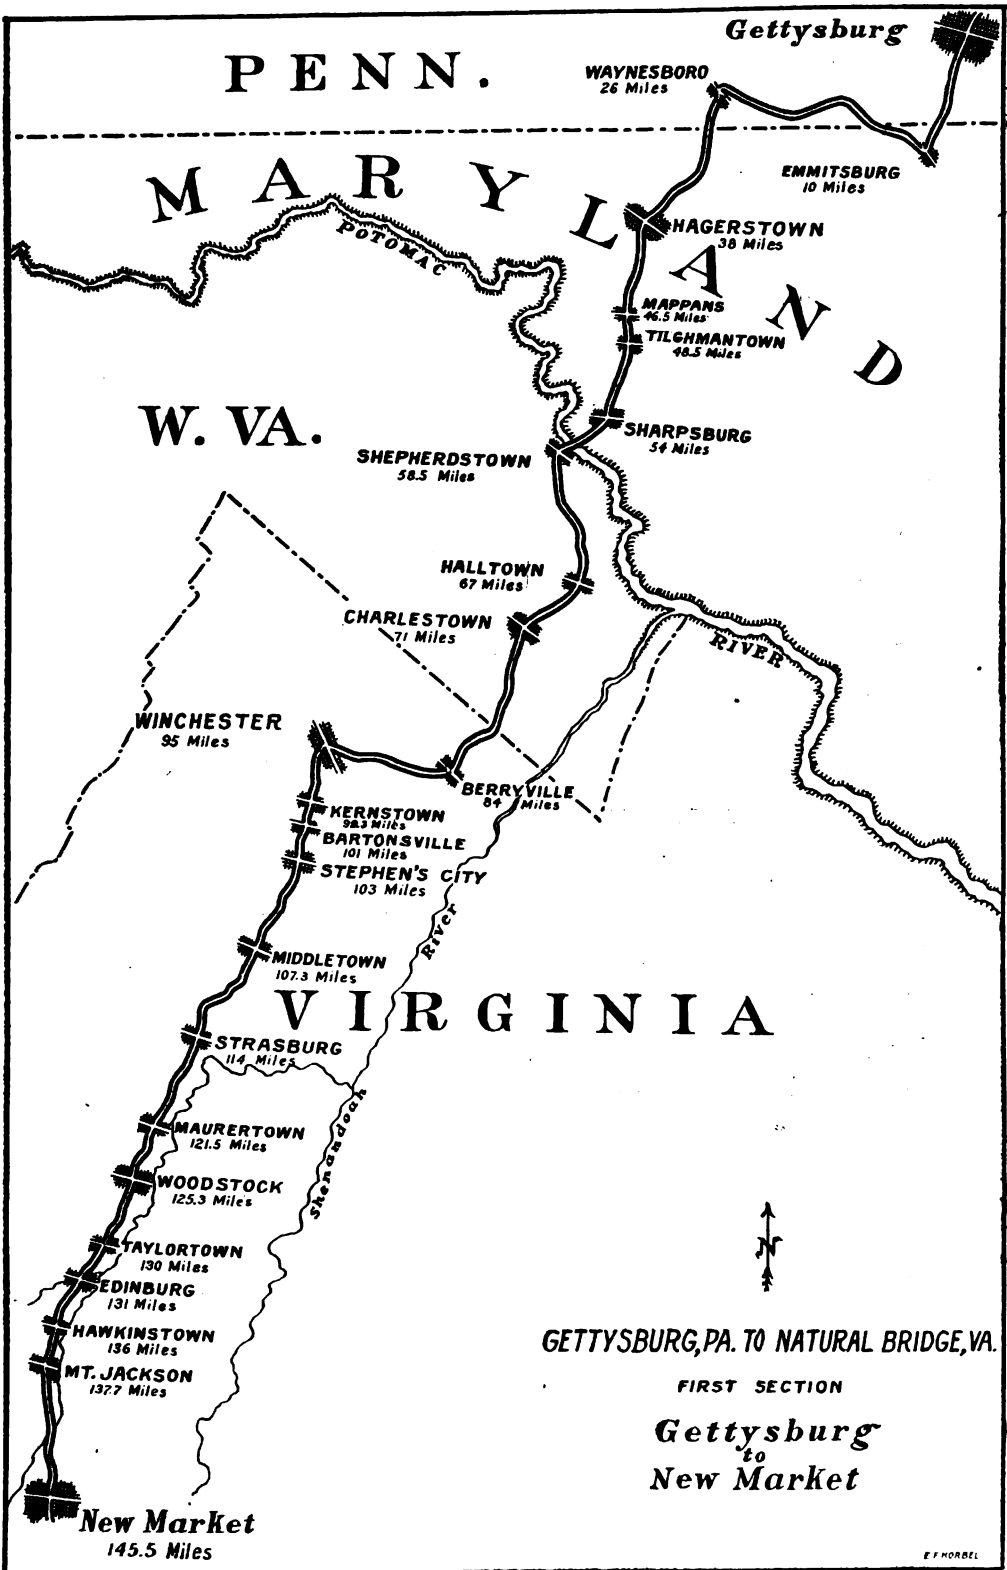 Gettysburg
PENN.
WAYNESBORO
26 Miles
EMMITSBURG
10 Miles
MARYLAND
POTOMAC
HAGERSTOWN
38 Miles
MAPPANS
46.5 Miles
TILGHMANTOWN
48.5 Miles
W. VA.
SHARPSBURG
54 Miles
SHEPHERDSTOWN
58.5 Miles
HALLTOWN
67 Miles
CHARLESTOWN
71 Miles
RIVER
WINCHESTER
95 Miles
BERRYVILLE
84 Miles
KERNSTOWN
98.3 Miles
BARTONSVILLE
101 Miles
STEPHEN'S CITY
103 Miles
River
MIDDLETOWN
107.3 Miles
VIRGINIA
STRASBURG
114 Miles
Shenandoah
MAURERTOWN
121.5 Miles
WOODSTOCK
125.3 Miles
TAYLORTOWN
130 Miles
EDINBURG
131 Miles
N
HAWKINSTOWN
136 Miles
MT. JACKSON
137.7 Miles
GETTYSBURG, PA. TO NATURAL BRIDGE, VA.
FIRST SECTION
Gettysburg
to
New Market
New Market
145.5 Miles
E F HORBEL